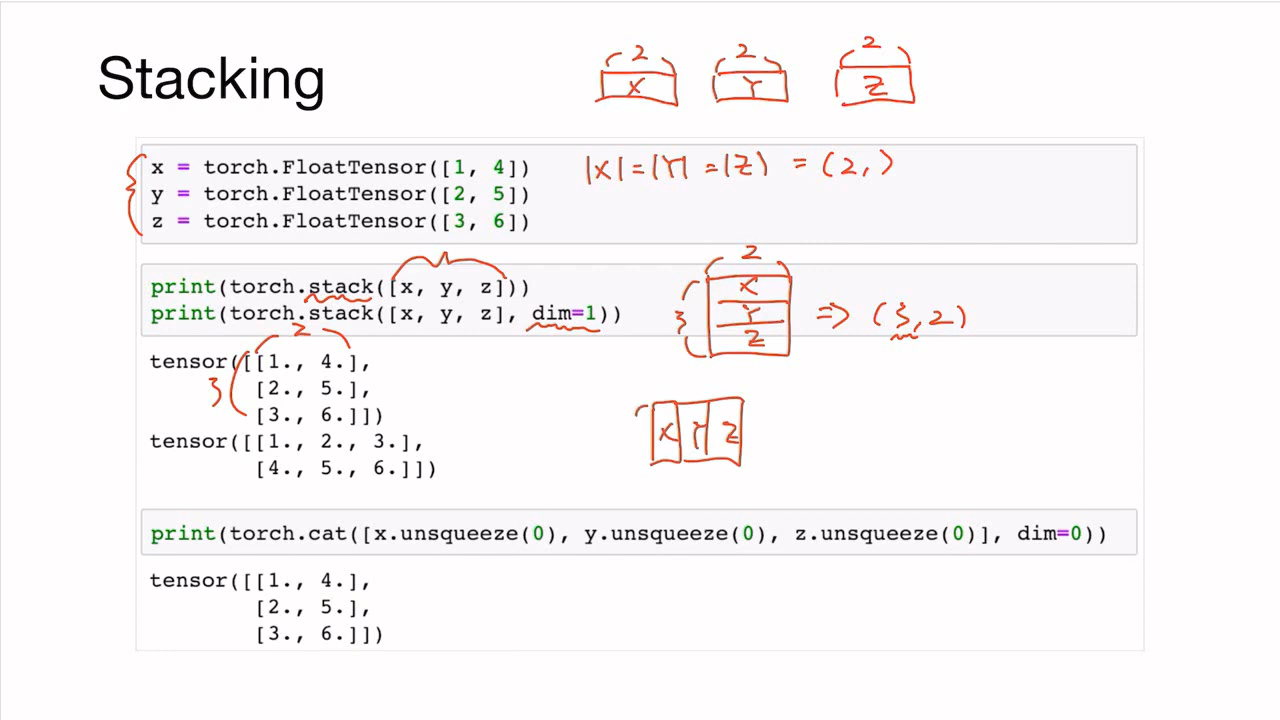 Stacking
2 2 2
X Y Z
x = torch.FloatTensor([1, 4])
y = torch.FloatTensor([2, 5])
z = torch.FloatTensor([3, 6])
|X|=|Y|=|Z| = (2,)
print(torch.stack([x, y, z]))
print(torch.stack([x, y, z], dim=1))
2
3
X
Y
Z
=> (3,2)
2
3
tensor([[1., 4.],
[2., 5.],
[3., 6.]])
tensor([[1., 2., 3.],
[4., 5., 6.]])
X Y Z
print(torch.cat([x.unsqueeze(0), y.unsqueeze(0), z.unsqueeze(0)], dim=0))
tensor([[1., 4.],
[2., 5.],
[3., 6.]])